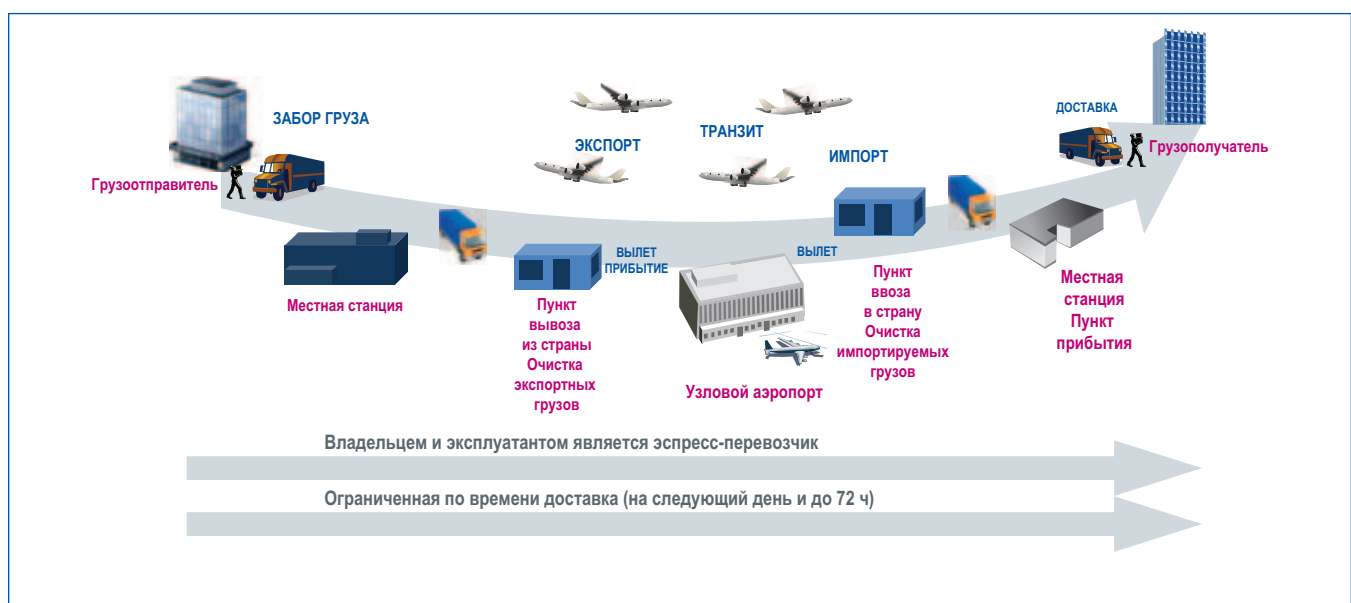 ЗАБОР ГРУЗА
Грузоотправитель
Местная станция
ЭКСПОРТ
ТРАНЗИТ
ИМПОРТ
ДОСТАВКА
Грузополучатель
ВЫЛЕТ
ПРИБЫТИЕ
ВЫЛЕТ
Пункт
вывоза
из страны
Очистка
экспортных
грузов
Узловой аэропорт
Пункт
ввоза
в страну
Очистка
импортируемых
грузов
Местная
станция
Пункт
прибытия
Владельцем и эксплуатантом является эспресс-перевозчик
Ограниченная по времени доставка (на следующий день и до 72 ч)